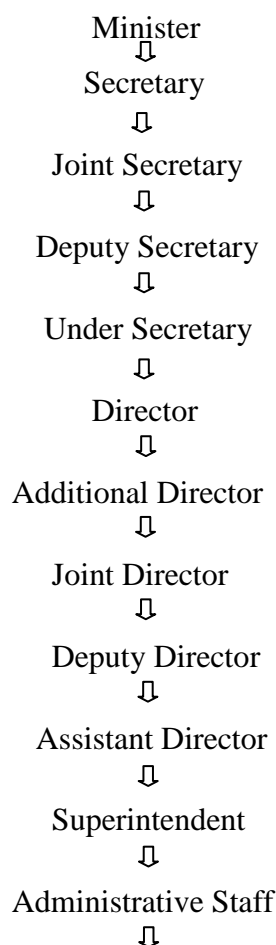 Minister
⇩
Secretary
⇩
Joint Secretary
⇩
Deputy Secretary
⇩
Under Secretary
⇩
Director
⇩
Additional Director
⇩
Joint Director
⇩
Deputy Director
⇩
Assistant Director
⇩
Superintendent
⇩
Administrative Staff
⇩